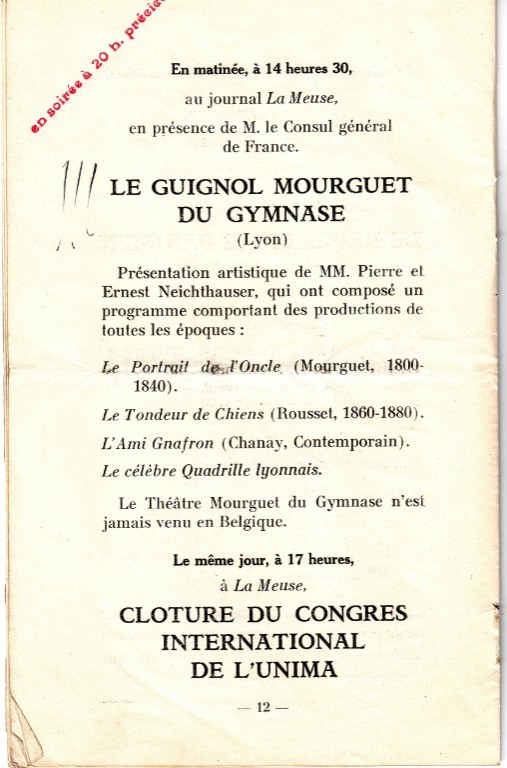 en soirée à 20 h.
En matinée, à 14 heures 30,
au journal La Meuse,
en présence de M. le Consul général
de France.
LE GUIGNOL MOURGUET
DU GYMNASE
(Lyon)
Présentation artistique de MM. Pierre et
Ernest Neichthauser, qui ont composé un
programme comportant des productions de
toutes les époques :
Le Portrait de l'Oncle (Mourguet, 1800-
1840).
Le Tondeur de Chiens (Rousset, 1860-1880).
L'Ami Gnafron (Chanay, Contemporain).
Le célèbre Quadrille lyonnais.
Le Théâtre Mourguet du Gymnase n'est
jamais venu en Belgique.
Le même jour, à 17 heures,
à La Meuse,
CLOTURE DU CONGRES
INTERNATIONAL
DE L'UNIMA
— 12 —